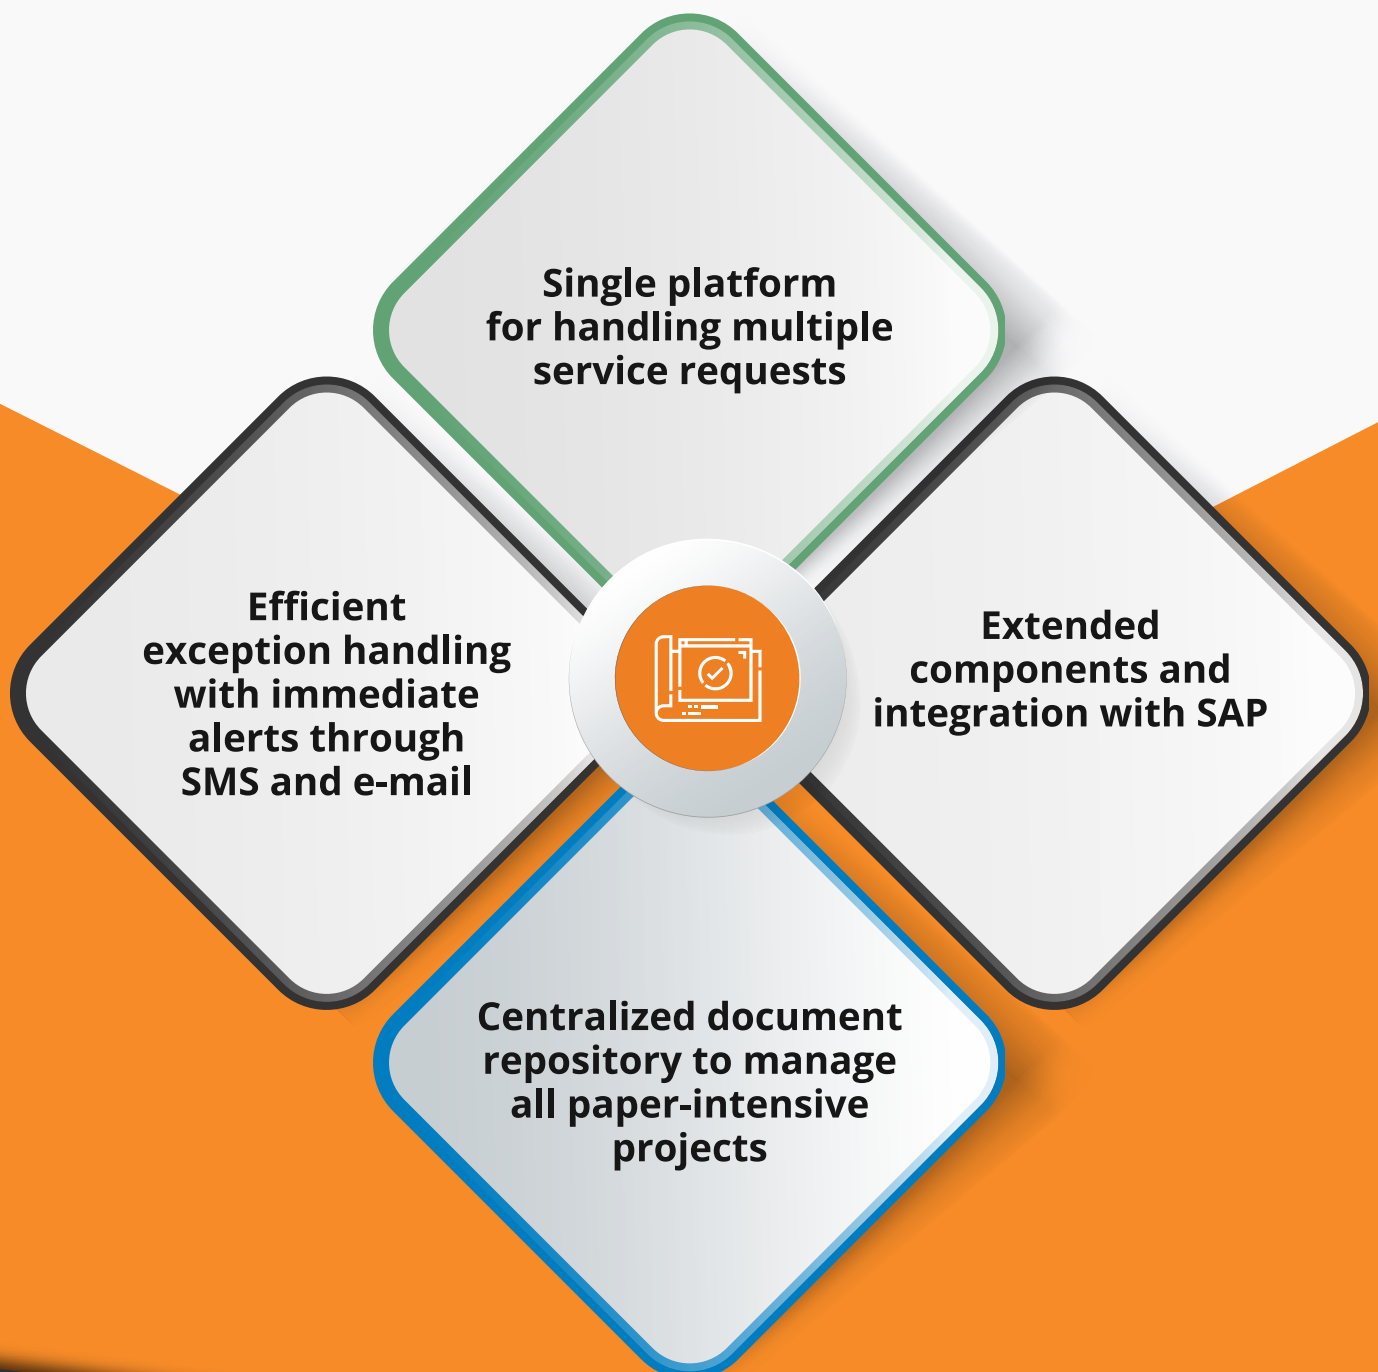 Single platform
for handling multiple
service requests
Efficient
exception handling
with immediate
alerts through
SMS and e-mail
Extended
components and
integration with SAP
Centralized document
repository to manage
all paper-intensive
projects